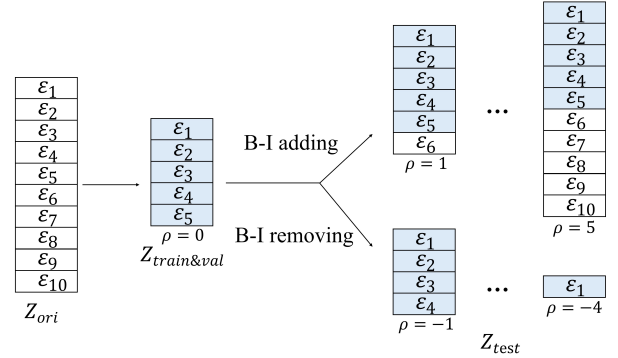 ε1
ε2
ε3
ε4
ε5
ε6
ε7
ε8
ε9
ε10
Z_ori
ε1
ε2
ε3
ε4
ε5
ρ = 0
Z_train&val
B-I adding
B-I removing
ε1
ε2
ε3
ε4
ε5
ε6
ρ = 1
...
ε1
ε2
ε3
ε4
ε5
ε6
ε7
ε8
ε9
ε10
ρ = 5
ε1
ε2
ε3
ε4
ρ = −1
...
ε1
ρ = −4
Z_test